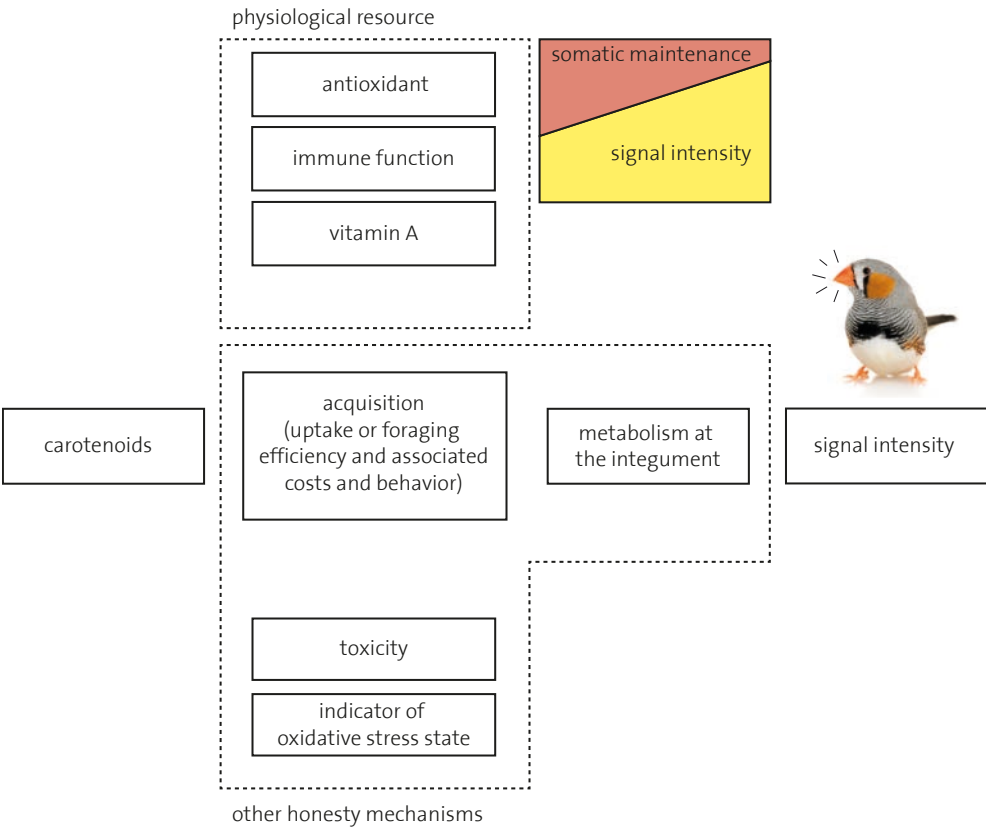 physiological resource
antioxidant
immune function
vitamin A
somatic maintenance
signal intensity
carotenoids
acquisition
(uptake or foraging
efficiency and associated
costs and behavior)
metabolism at
the integument
signal intensity
toxicity
indicator of
oxidative stress state
other honesty mechanisms